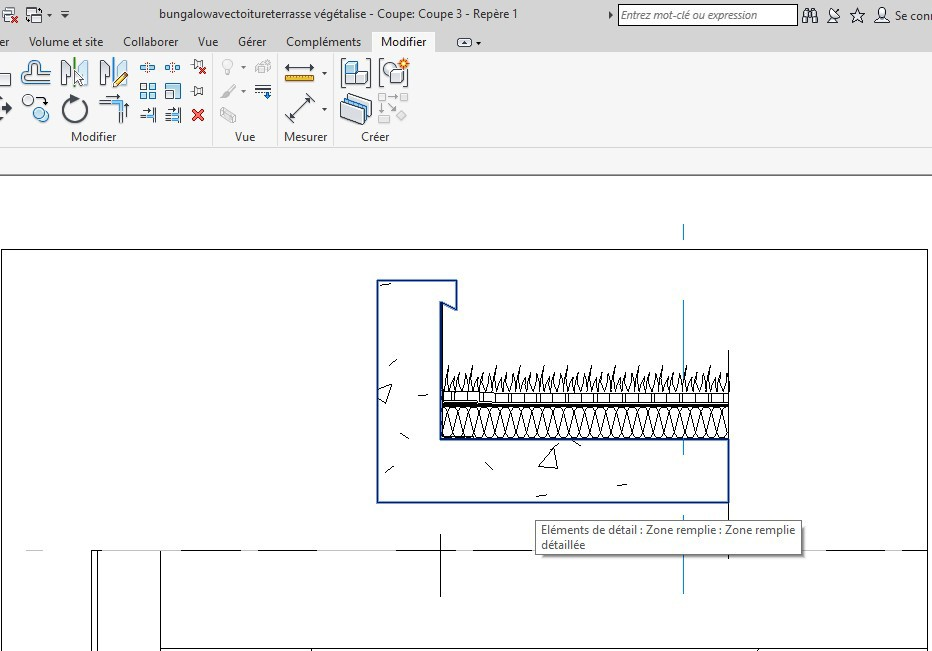 bungalowavectoitureterrasse végétalise - Coupe: Coupe 3 - Repère 1
Entrez mot-clé ou expression
Se con
er Volume et site Collaborer Vue Gérer Compléments Modifier
Modifier Vue Mesurer Créer
Eléments de détail : Zone remplie : Zone remplie
détaillée